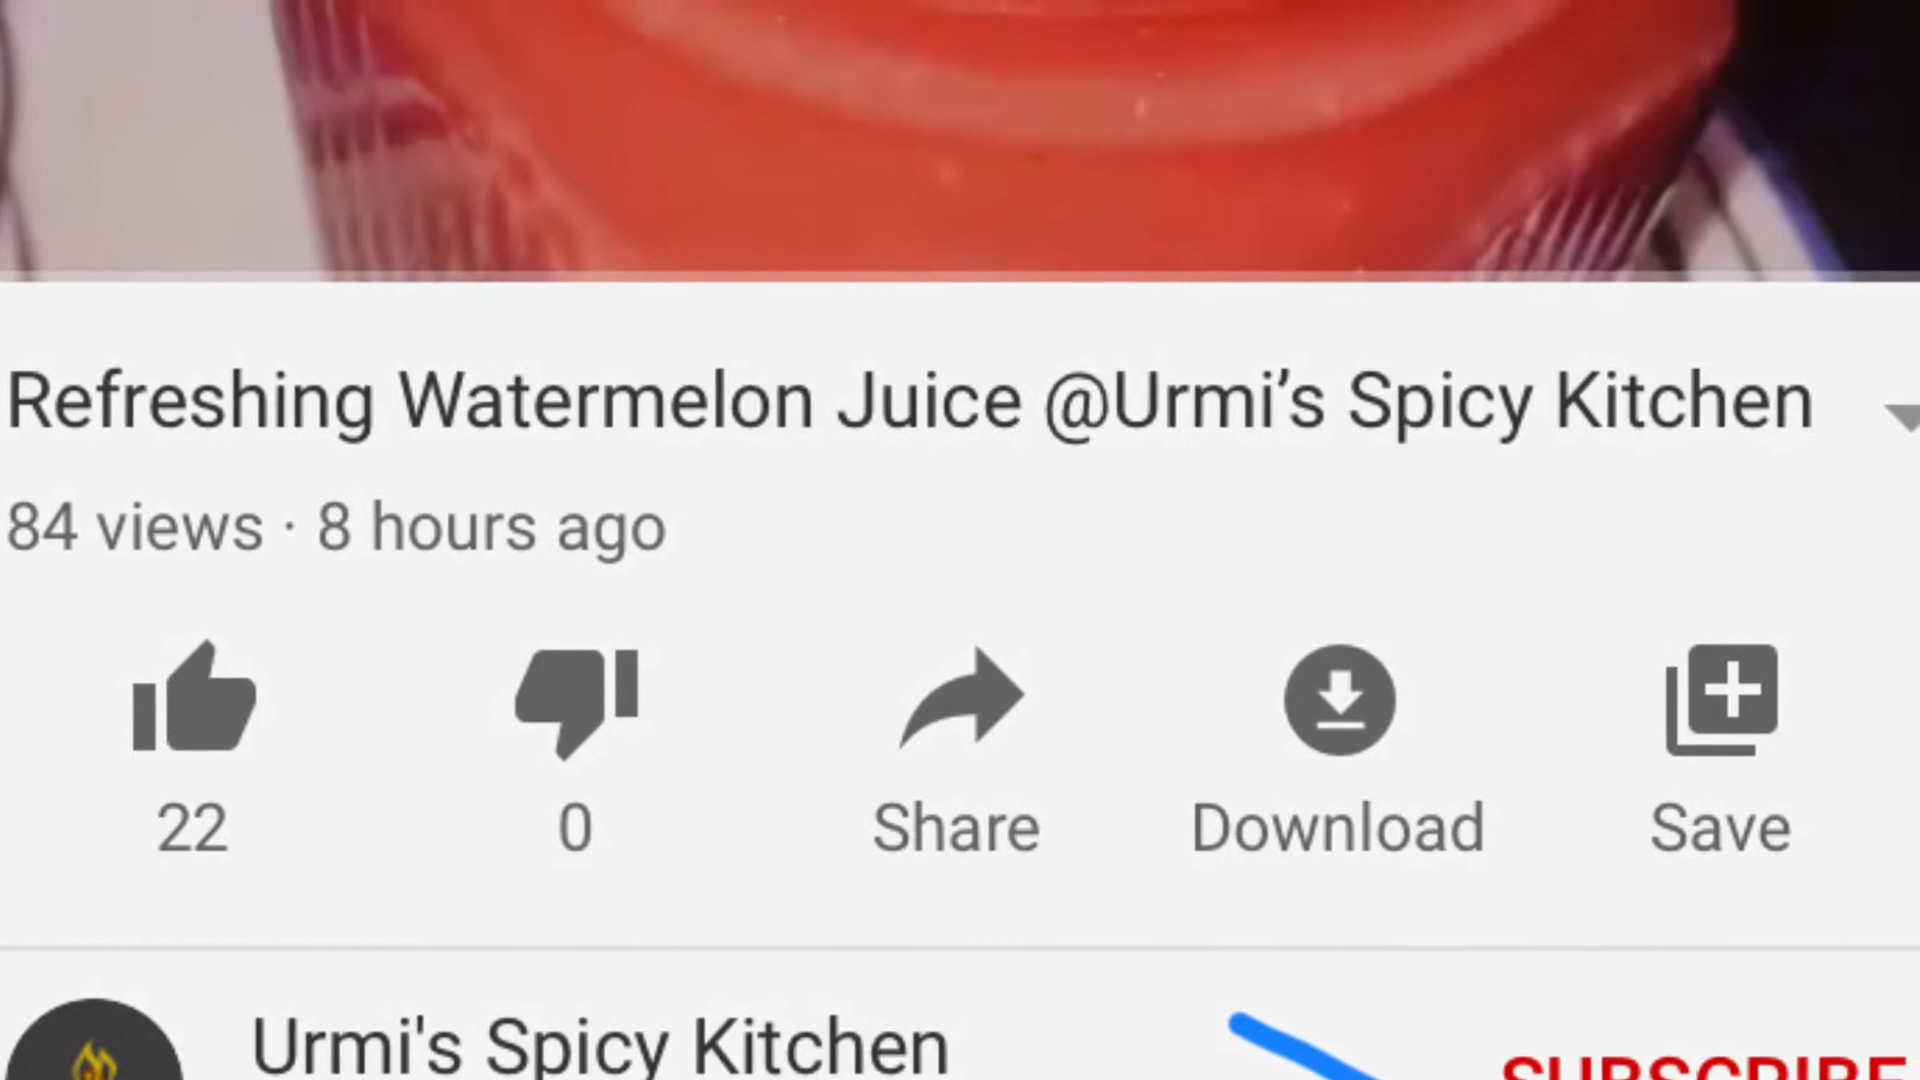 Refreshing Watermelon Juice @Urmi’s Spicy Kitchen
84 views · 8 hours ago
22 0 Share Download Save
Urmi's Spicy Kitchen
SUBSCRIBE